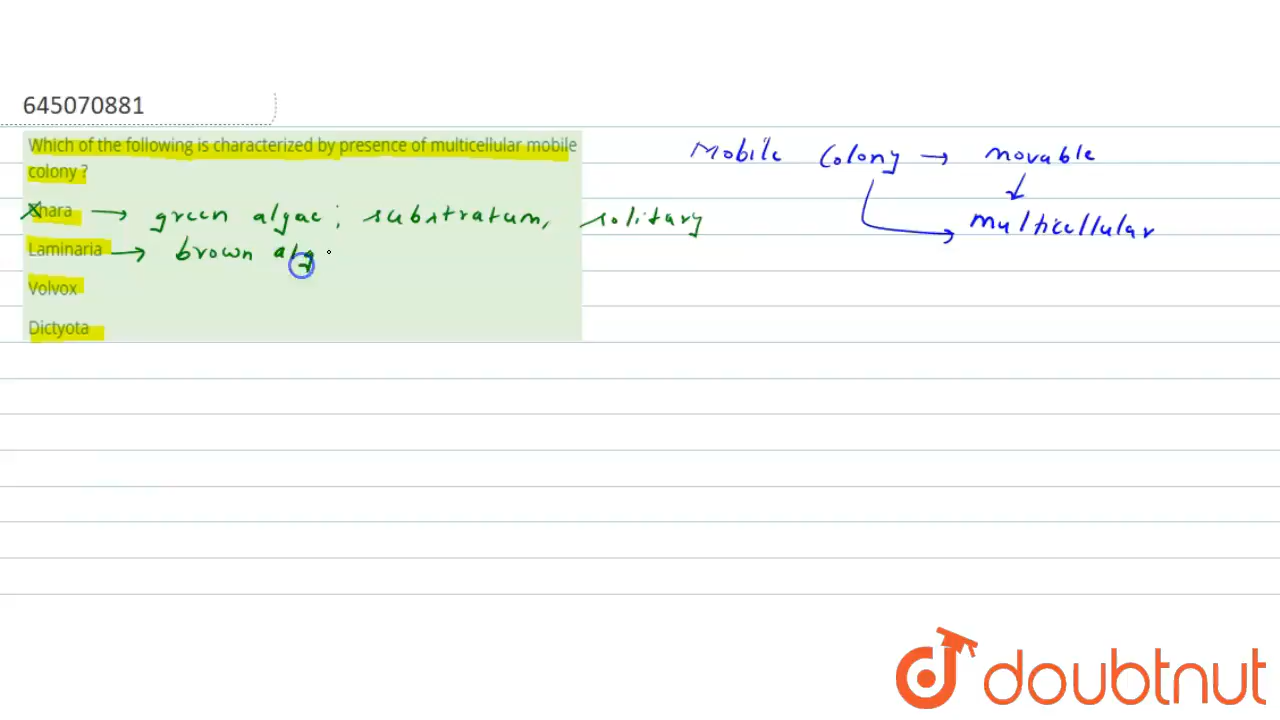 645070881
Which of the following is characterized by presence of multicellular mobile
colony ?
Chara → green algae; substratum, solitary
Laminaria → brown alg
Volvox
Dictyota
Mobile Colony → movable
multicellular
doubtnut